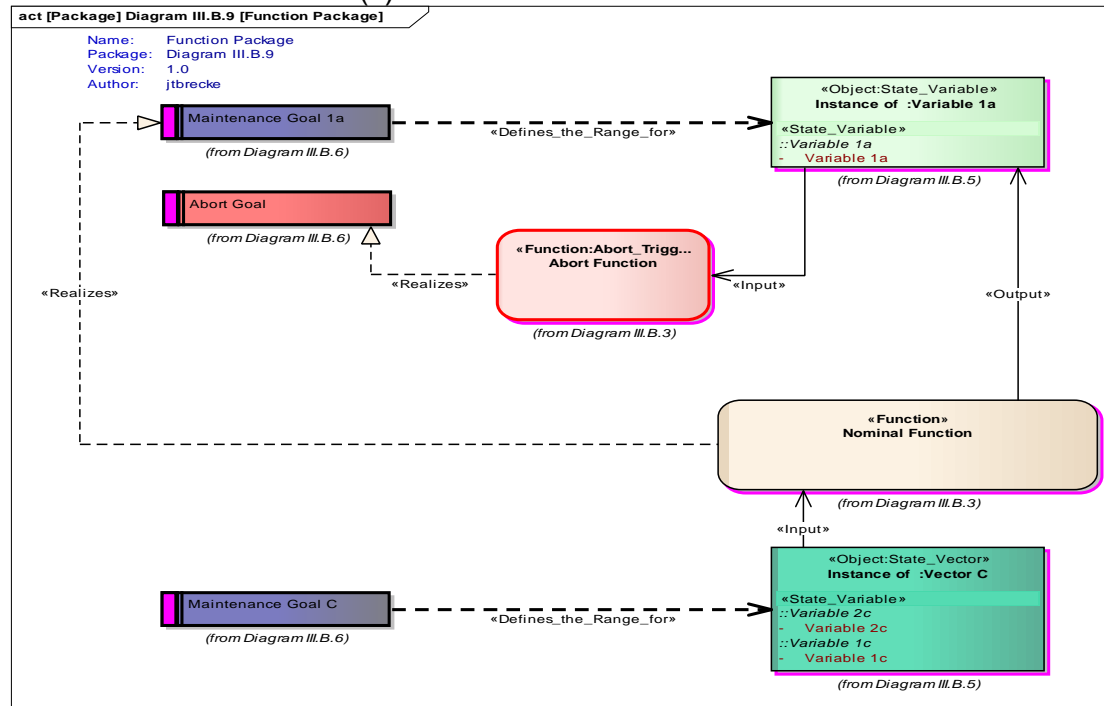 act [Package] Diagram III.B.9 [Function Package]
Name: Function Package
Package: Diagram III.B.9
Version: 1.0
Author: jtbrecke
Maintenance Goal 1a
(from Diagram III.B.6)
«Defines_the_Range_for»
«Object:State_Variable»
Instance of :Variable 1a
«State_Variable»
::Variable 1a
- Variable 1a
(from Diagram III.B.5)
Abort Goal
(from Diagram III.B.6)
«Function:Abort_Trigg...
Abort Function
(from Diagram III.B.3)
«Realizes»
«Input»
«Realizes»
«Output»
«Function»
Nominal Function
(from Diagram III.B.3)
«Input»
Maintenance Goal C
(from Diagram III.B.6)
«Defines_the_Range_for»
«Object:State_Vector»
Instance of :Vector C
«State_Variable»
::Variable 2c
- Variable 2c
::Variable 1c
- Variable 1c
(from Diagram III.B.5)